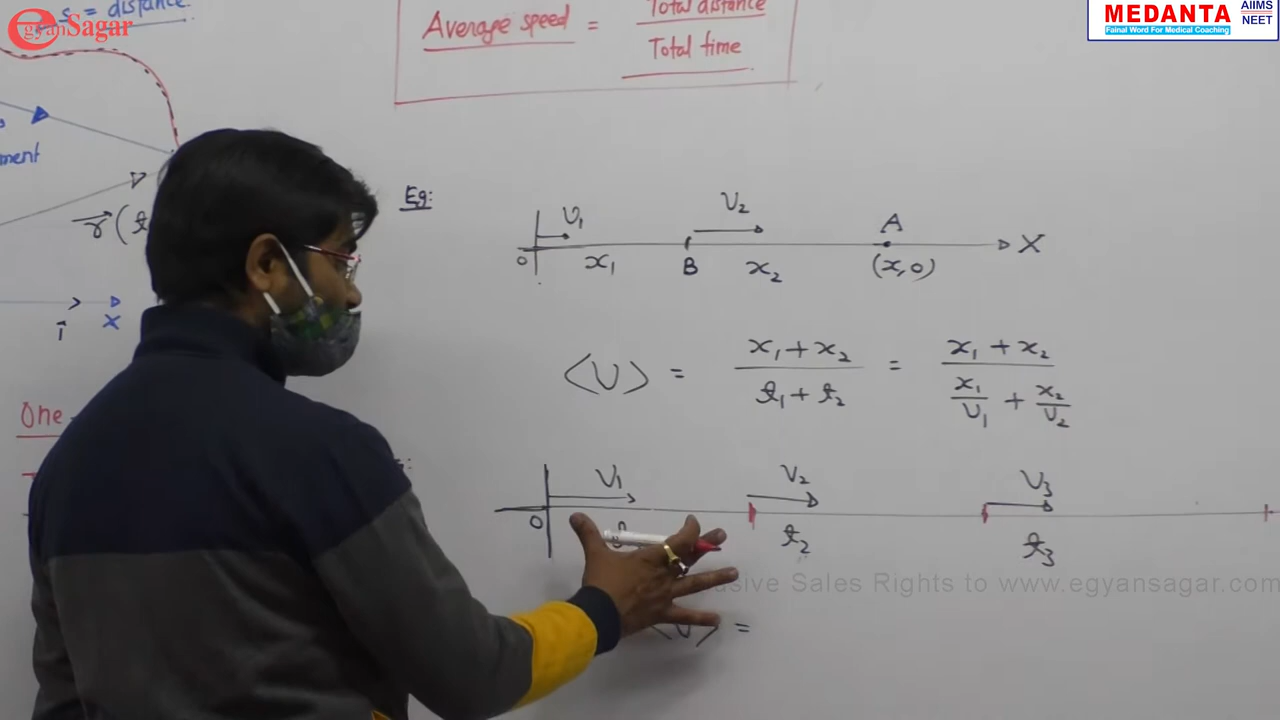 s = distance
egyanSagar
MEDANTA AIIMS NEET
Fainal Word For Medical Coaching
Average speed = Total distance / Total time
Eg:
V₁ V₂ A
0 x₁ B x₂ (x,0) X
ment
r⃗(t
î X
⟨V⟩ = (x₁ + x₂)/(t₁ + t₂) = (x₁ + x₂)/(x₁/V₁ + x₂/V₂)
One
V₁ V₂ V₃
0 t₂ t₃
sive Sales Rights to www.egyansagar.com
⟨V⟩ =